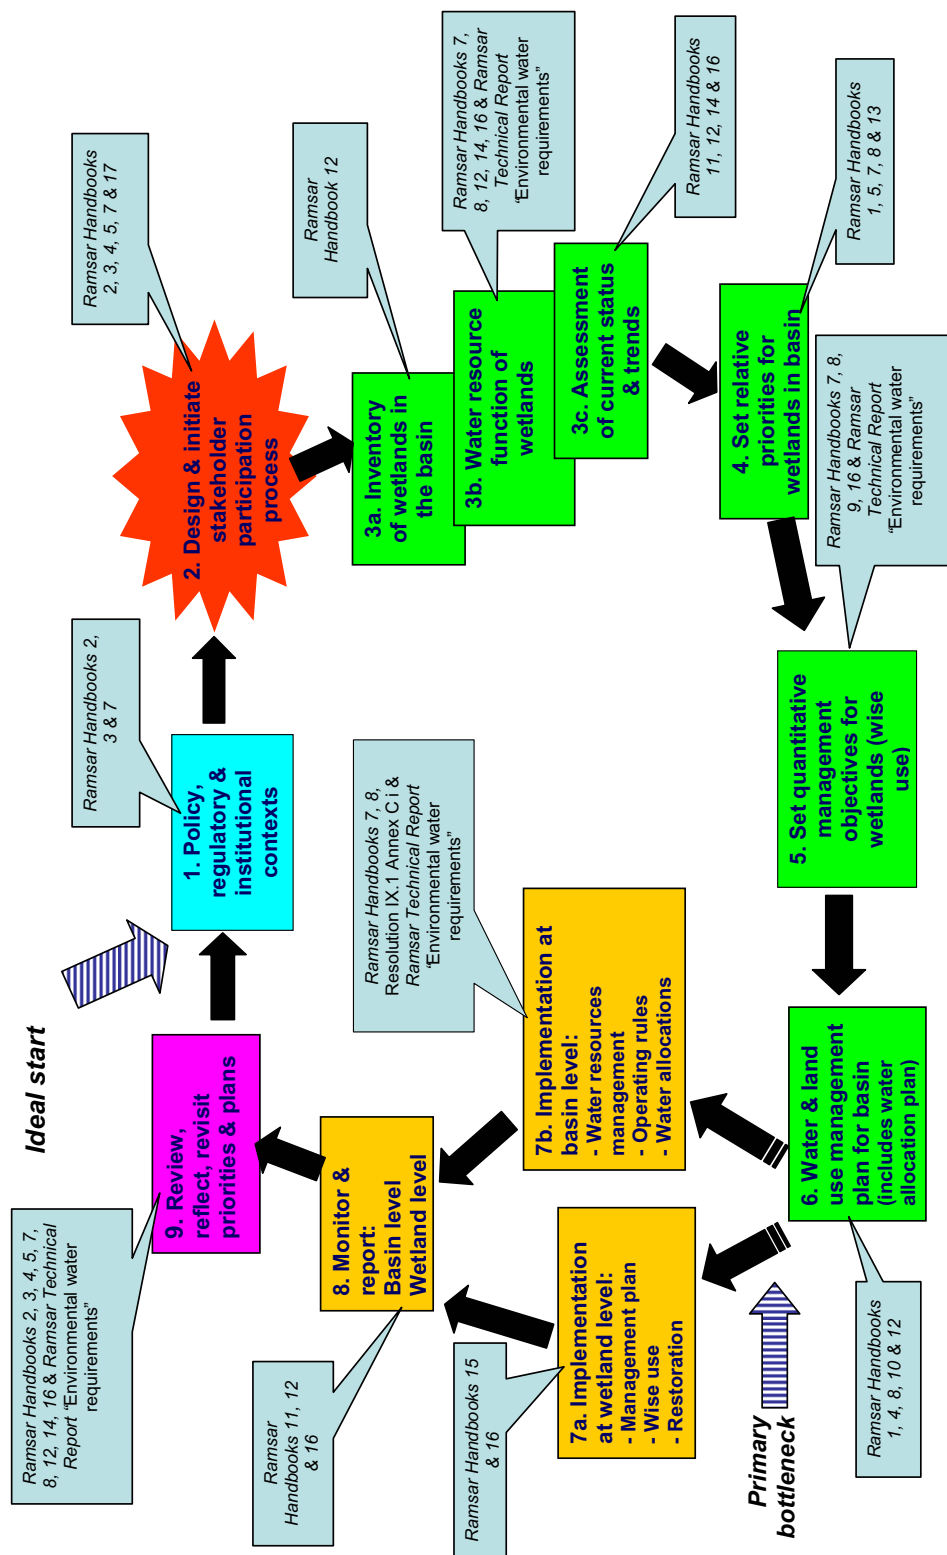 Ideal start
Ramsar Handbooks 2,
3 & 7
1. Policy,
regulatory &
institutional
contexts
Ramsar Handbooks
2, 3, 4, 5, 7 & 17
2. Design & initiate
stakeholder
participation
process
Ramsar
Handbook 12
3a. Inventory
of wetlands in
the basin
Ramsar Handbooks 7,
8, 12, 14, 16 & Ramsar
Technical Report
“Environmental water
requirements”
3b. Water resource
function of
wetlands
Ramsar Handbooks
11, 12, 14 & 16
3c. Assessment
of current status
& trends
Ramsar Handbooks
1, 5, 7, 8 & 13
4. Set relative
priorities for
wetlands in basin
Ramsar Handbooks 7, 8,
9, 16 & Ramsar
Technical Report
“Environmental water
requirements”
5. Set quantitative
management
objectives for
wetlands (wise
use)
6. Water & land
use management
plan for basin
(includes water
allocation plan)
Ramsar Handbooks
1, 4, 8, 10 & 12
Primary
bottleneck
7a. Implementation
at wetland level:
- Management plan
- Wise use
- Restoration
Ramsar Handbooks 15
& 16
7b. Implementation at
basin level:
- Water resources
management
- Operating rules
- Water allocations
Ramsar Handbooks 7, 8,
Resolution IX.1 Annex C i &
Ramsar Technical Report
“Environmental water
requirements”
8. Monitor &
report:
Basin level
Wetland level
Ramsar
Handbooks 11, 12
& 16
9. Review,
reflect, revisit
priorities & plans
Ramsar Handbooks 2, 3, 4, 5, 7,
8, 12, 14, 16 & Ramsar Technical
Report “Environmental water
requirements”